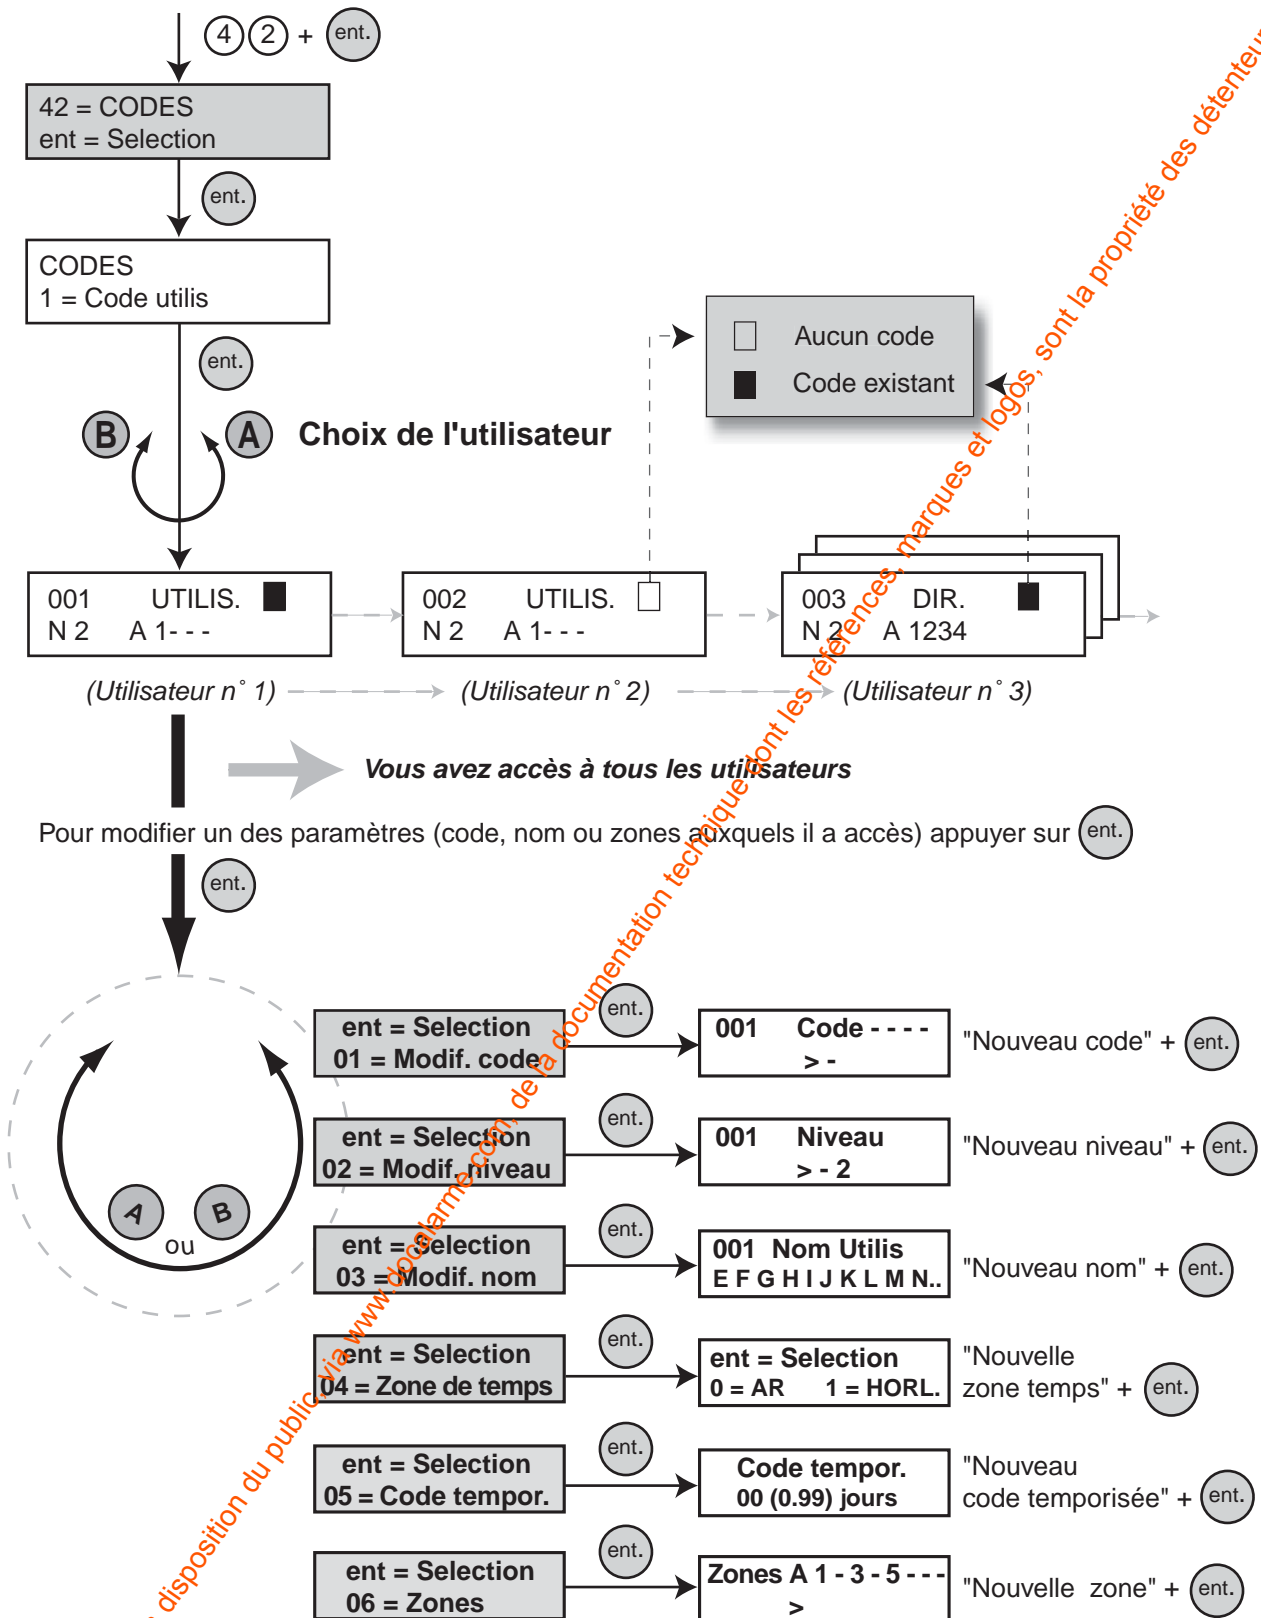 4 2 + ent.
42 = CODES
ent = Selection
ent.
CODES
1 = Code utilis
ent.
Aucun code
Code existant
B A Choix de l'utilisateur
001 UTILIS.
N 2 A 1- - -
002 UTILIS.
N 2 A 1- - -
003 DIR.
N 2 A 1234
(Utilisateur n° 1) (Utilisateur n° 2) (Utilisateur n° 3)
Vous avez accès à tous les utilisateurs
Pour modifier un des paramètres (code, nom ou zones auxquels il a accès) appuyer sur ent.
ent.
A B
ou
ent = Selection
01 = Modif. code
ent.
001 Code - - - -
> -
"Nouveau code" + ent.
ent = Selection
02 = Modif. niveau
ent.
001 Niveau
> - 2
"Nouveau niveau" + ent.
ent = Selection
03 = Modif. nom
ent.
001 Nom Utilis
E F G H I J K L M N..
"Nouveau nom" + ent.
ent = Selection
04 = Zone de temps
ent.
ent = Selection
0 = AR 1 = HORL.
"Nouvelle
zone temps" + ent.
ent = Selection
05 = Code tempor.
ent.
Code tempor.
00 (0.99) jours
"Nouveau
code temporisée" + ent.
ent = Selection
06 = Zones
ent.
Zones A 1 - 3 - 5 - - -
>
"Nouvelle zone" + ent.
disposition du public, via www.docalarme.com, de la documentation technique dont les références, marques et logos, sont la propriété des